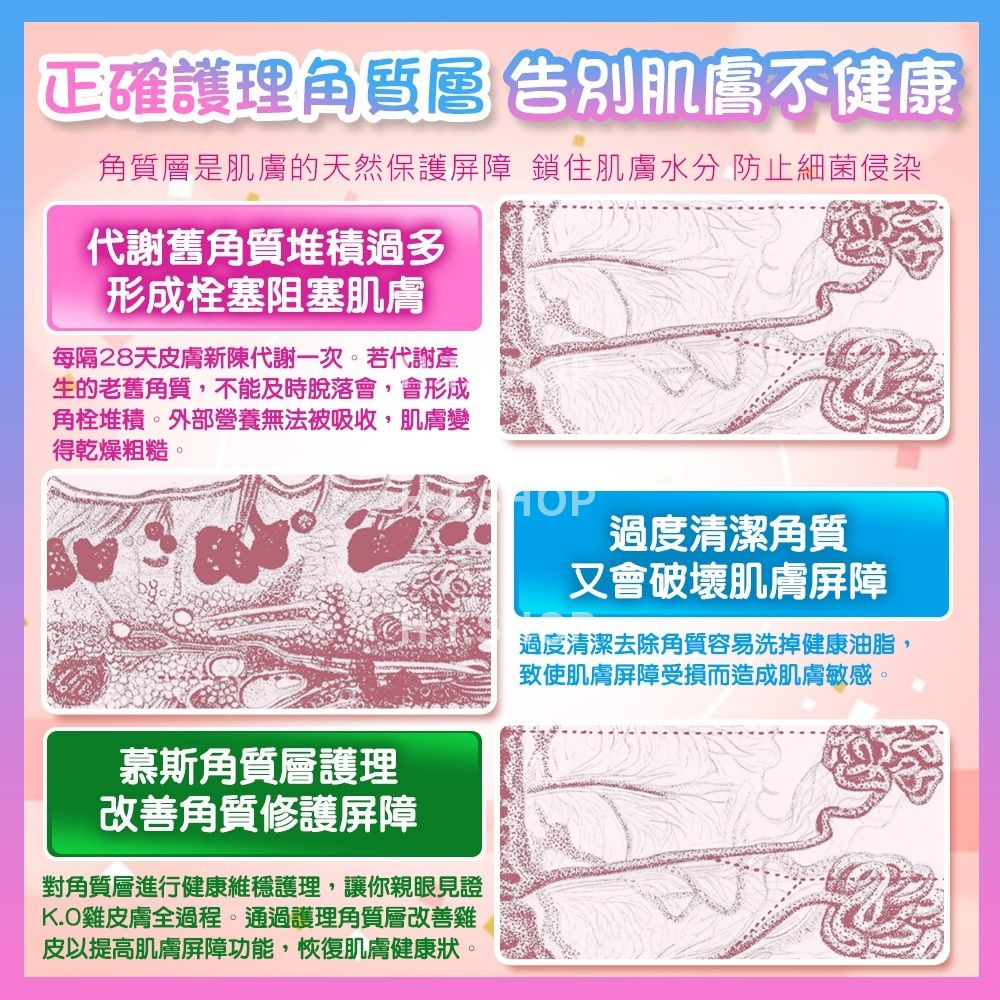 正確護理角質層 告別肌膚不健康
角質層是肌膚的天然保護屏障 鎖住肌膚水分 防止細菌侵染
代謝舊角質堆積過多
形成栓塞阻塞肌膚
每隔28天皮膚新陳代謝一次。若代謝產
生的老舊角質，不能及時脫落會，會形成
角栓堆積。外部營養無法被吸收，肌膚變
得乾燥粗糙。
過度清潔角質
又會破壞肌膚屏障
過度清潔去除角質容易洗掉健康油脂，
致使肌膚屏障受損而造成肌膚敏感。
慕斯角質層護理
改善角質修護屏障
對角質層進行健康維穩護理，讓你親眼見證
K.O雞皮膚全過程。通過護理角質層改善雞
皮以提高肌膚屏障功能，恢復肌膚健康狀。